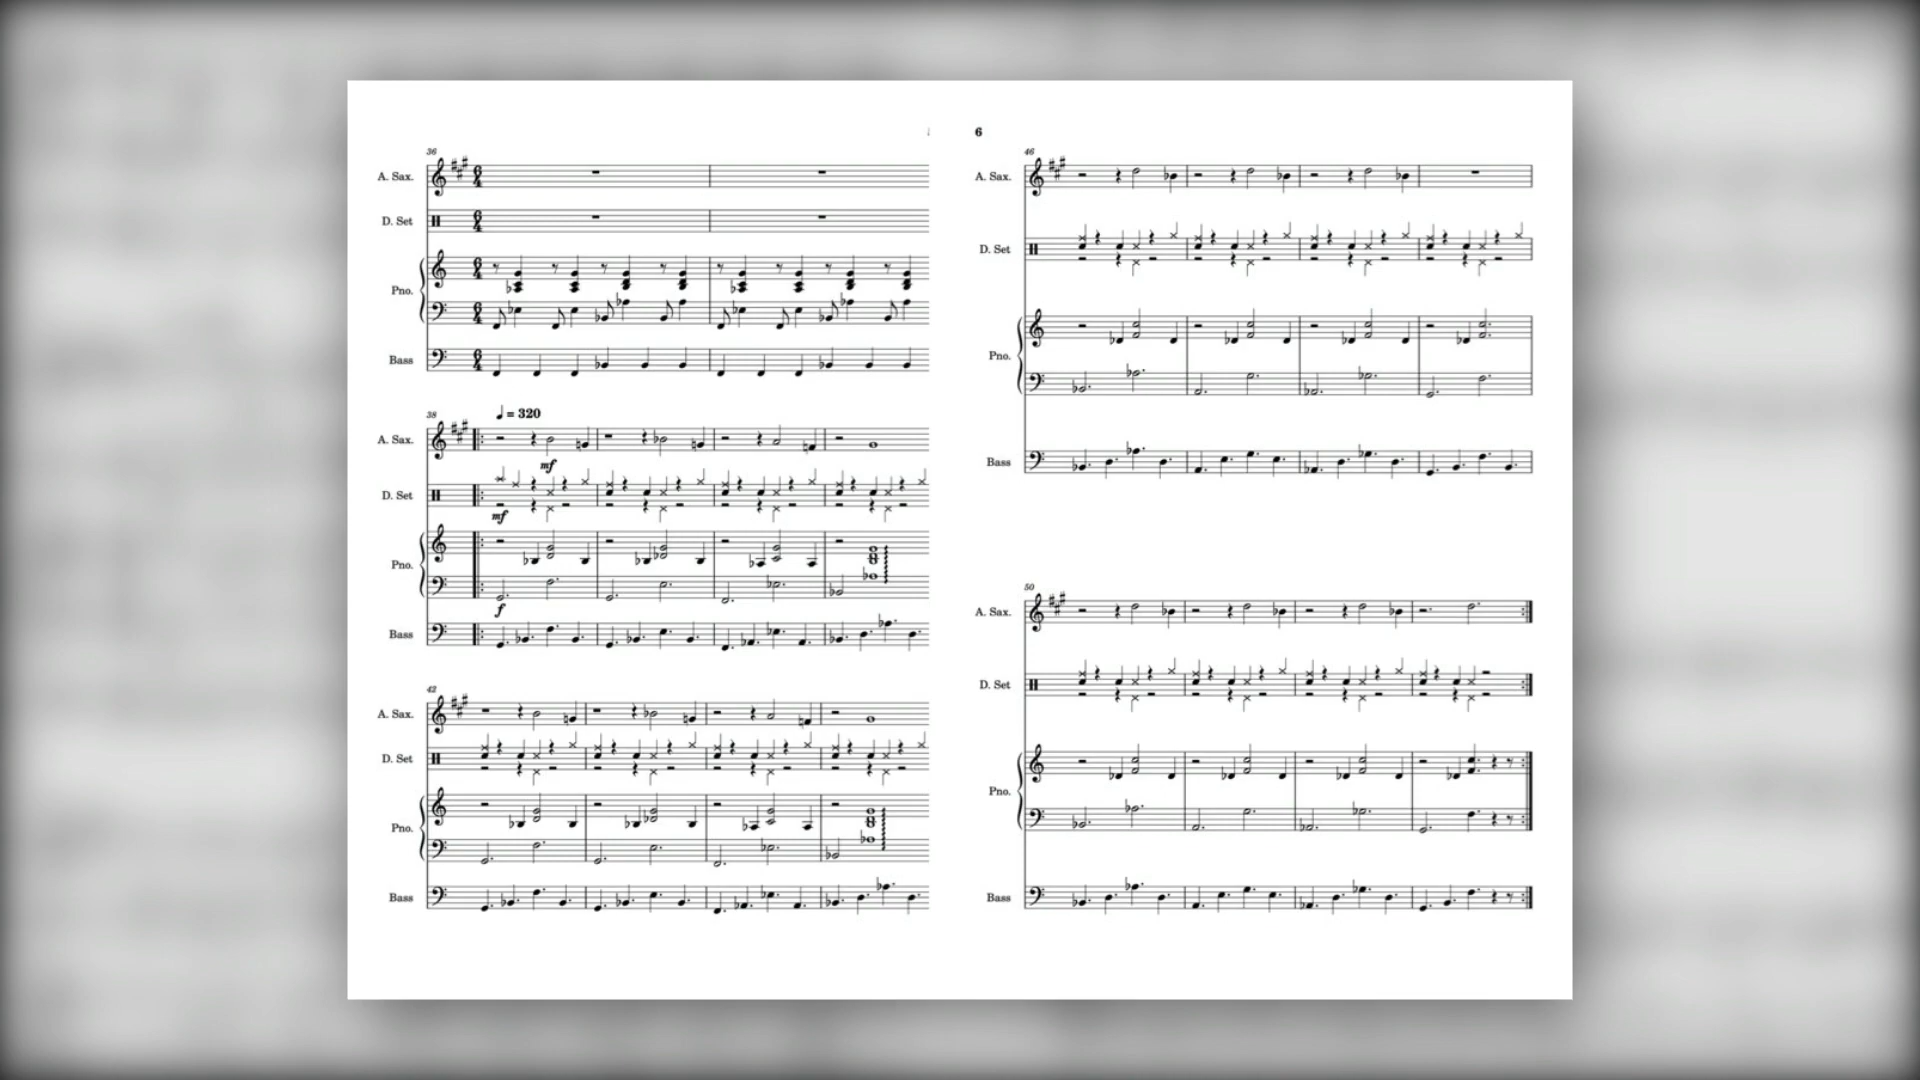 36
A. Sax.
D. Set
Pno.
Bass
38
♩ = 320
A. Sax.
mf
D. Set
mf
Pno.
f
Bass
42
A. Sax.
D. Set
Pno.
Bass
6
46
A. Sax.
D. Set
Pno.
Bass
50
A. Sax.
D. Set
Pno.
Bass